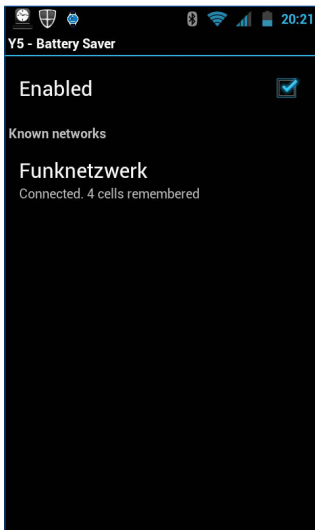 20:21
Y5 - Battery Saver
Enabled
Known networks
Funknetzwerk
Connected. 4 cells remembered